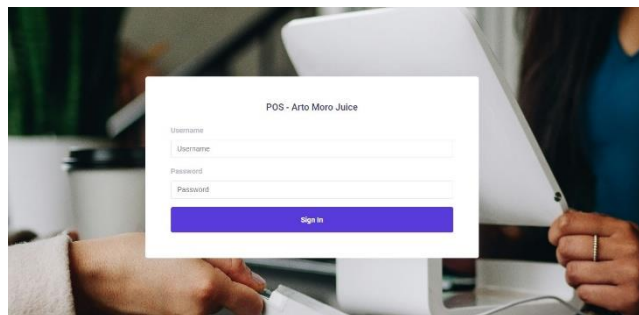 POS - Arto Moro Juice
Username
Username
Password
Password
Sign In